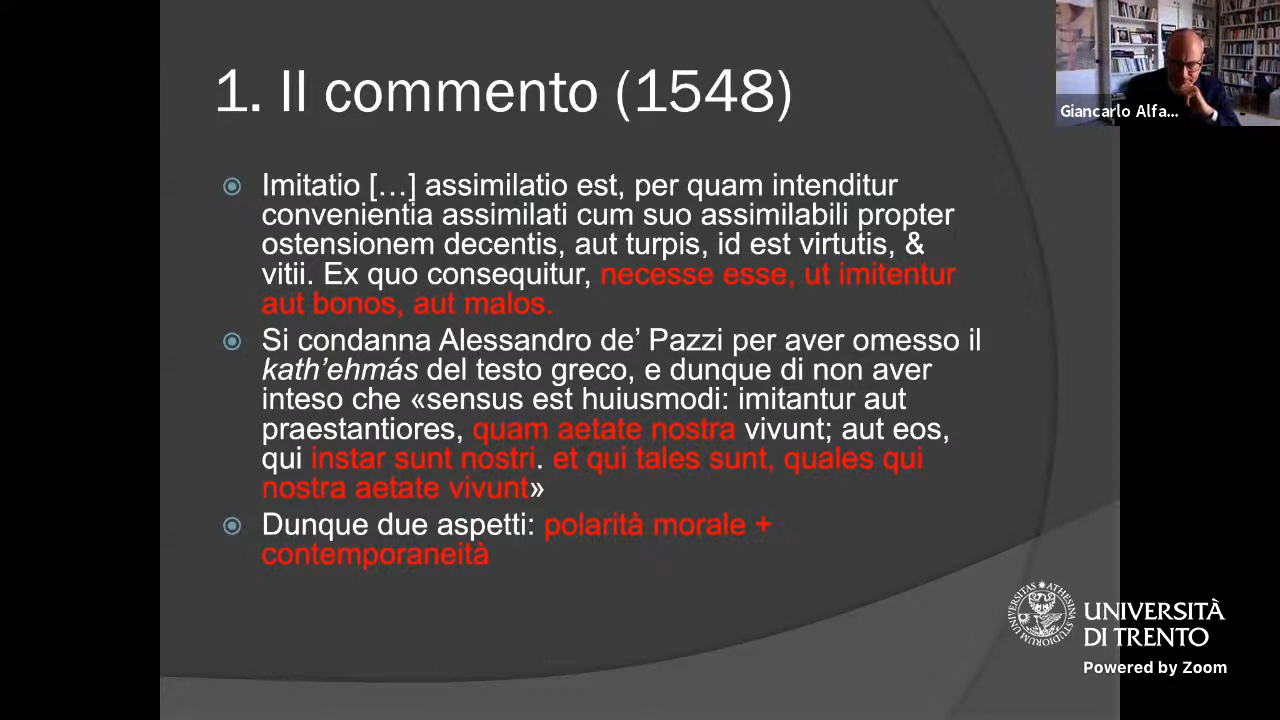 1. Il commento (1548)
Imitatio […] assimilatio est, per quam intenditur
convenientia assimilati cum suo assimilabili propter
ostensionem decentis, aut turpis, id est virtutis, &
vitii. Ex quo consequitur, necesse esse, ut imitentur
aut bonos, aut malos.
Si condanna Alessandro de’ Pazzi per aver omesso il
kath’ehmás del testo greco, e dunque di non aver
inteso che «sensus est huiusmodi: imitantur aut
praestantiores, quam aetate nostra vivunt; aut eos,
qui instar sunt nostri. et qui tales sunt, quales qui
nostra aetate vivunt»
Dunque due aspetti: polarità morale +
contemporaneità
Giancarlo Alfa...
UNIVERSITÀ
DI TRENTO
Powered by Zoom